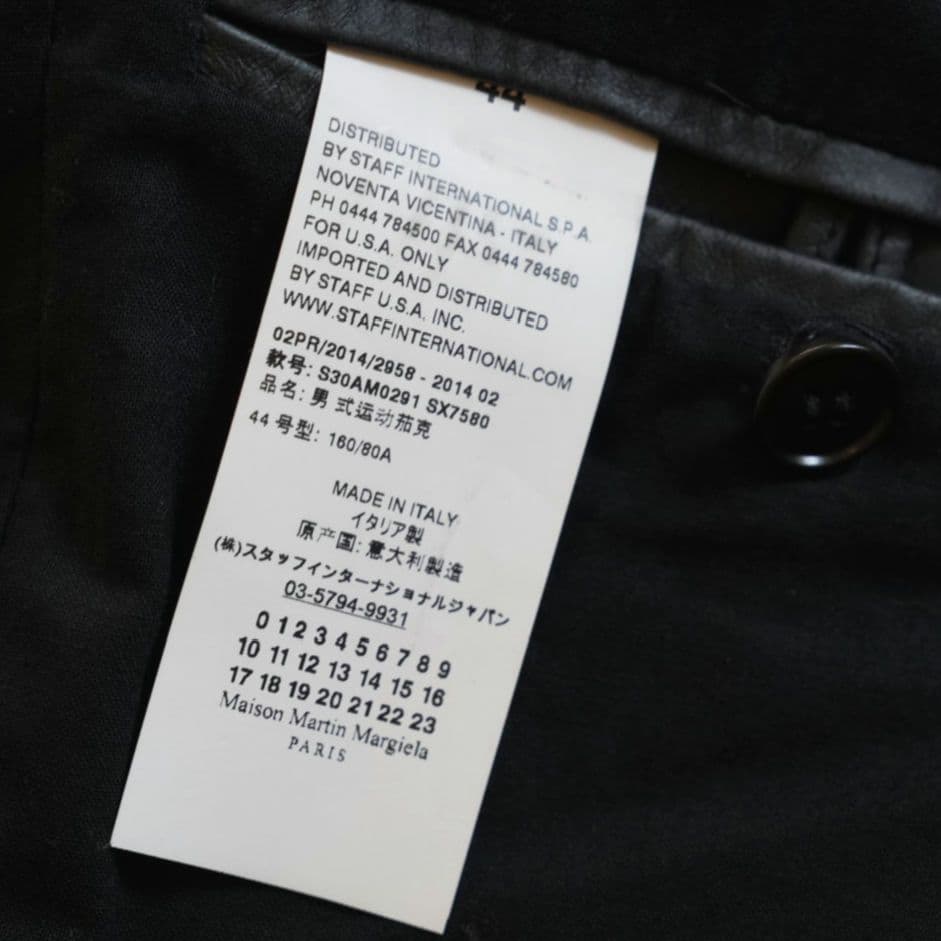 44
DISTRIBUTED
BY STAFF INTERNATIONAL S.P.A.
NOVENTA VICENTINA - ITALY
PH 0444 784500 FAX 0444 784580
FOR U.S.A. ONLY
IMPORTED AND DISTRIBUTED
BY STAFF U.S.A. INC.
WWW.STAFFINTERNATIONAL.COM
02PR/2014/2958 - 2014 02
款号: S30AM0291 SX7580
品名: 男 式运动茄克
44 号型: 160/80A
MADE IN ITALY
イタリア製
原产国: 意大利製造
(株)スタッフインターナショナルジャパン
03-5794-9931
0 1 2 3 4 5 6 7 8 9
10 11 12 13 14 15 16
17 18 19 20 21 22 23
Maison Martin Margiela
PARIS